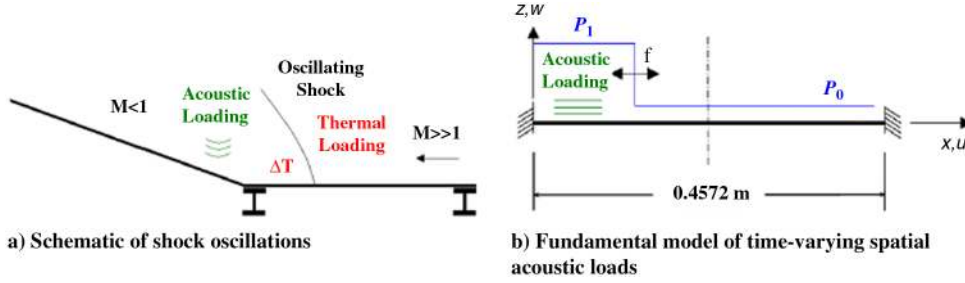 M<1
Acoustic
Loading
Oscillating
Shock
Thermal
Loading
M>>1
ΔT
a) Schematic of shock oscillations
z,w
P1
Acoustic
Loading
f
P0
x,u
0.4572 m
b) Fundamental model of time-varying spatial
acoustic loads